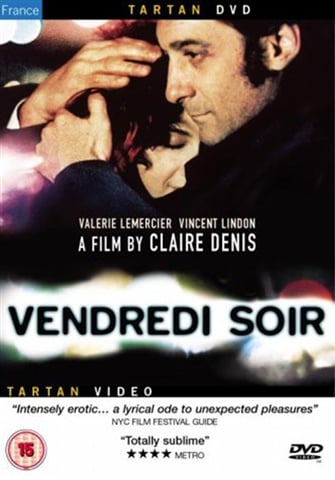 France
TARTAN DVD
VALERIE LEMERCIER VINCENT LINDON
A FILM BY CLAIRE DENIS
VENDREDI SOIR
TARTAN VIDEO
"Intensely erotic... a lyrical ode to unexpected pleasures"
NYC FILM FESTIVAL GUIDE
15
"Totally sublime"
★★★★ METRO
DVD
VIDEO